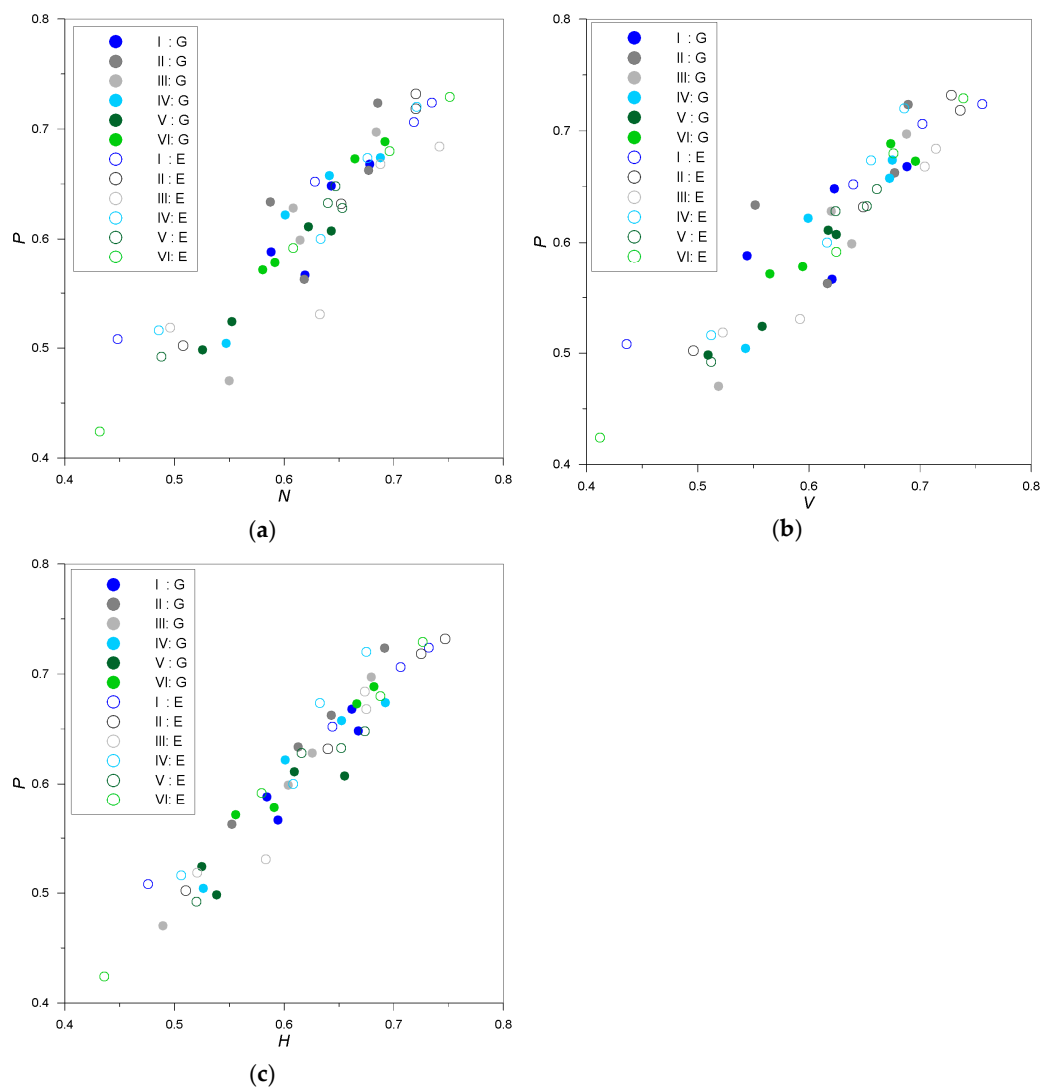 0.8
0.7
0.6
0.5
0.4
P
I : G
II : G
III: G
IV: G
V : G
VI: G
I : E
II : E
III: E
IV: E
V : E
VI: E
0.4 0.5 0.6 0.7 0.8
N
(a)
0.8
0.7
0.6
0.5
0.4
P
I : G
II : G
III: G
IV: G
V : G
VI: G
I : E
II : E
III: E
IV: E
V : E
VI: E
0.4 0.5 0.6 0.7 0.8
V
(b)
0.8
0.7
0.6
0.5
0.4
P
I : G
II : G
III: G
IV: G
V : G
VI: G
I : E
II : E
III: E
IV: E
V : E
VI: E
0.4 0.5 0.6 0.7 0.8
H
(c)